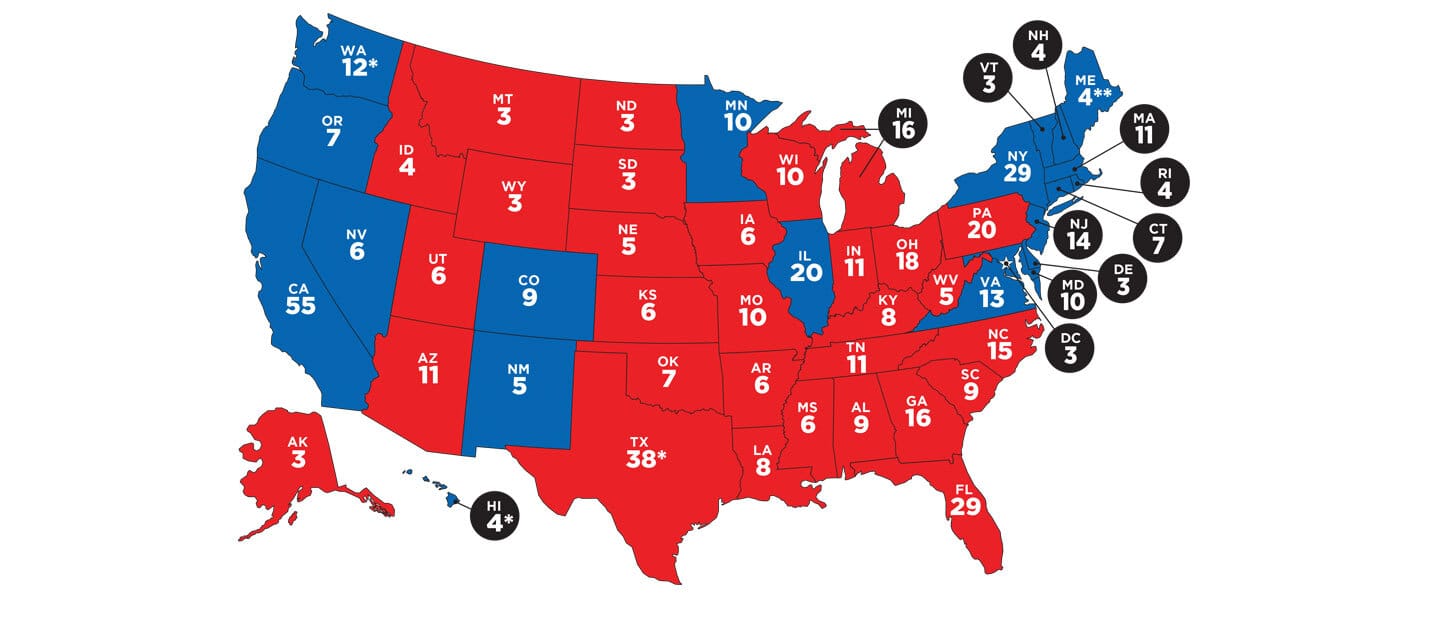 WA
12*
OR
7
CA
55
NV
6
ID
4
MT
3
WY
3
UT
6
AZ
11
CO
9
NM
5
ND
3
SD
3
NE
5
KS
6
OK
7
TX
38*
MN
10
IA
6
MO
10
AR
6
LA
8
WI
10
IL
20
MI
16
IN
11
OH
18
KY
8
TN
11
MS
6
AL
9
GA
16
FL
29
SC
9
NC
15
VA
13
WV
5
PA
20
NY
29
VT
3
NH
4
ME
4**
MA
11
RI
4
CT
7
NJ
14
DE
3
MD
10
DC
3
AK
3
HI
4*